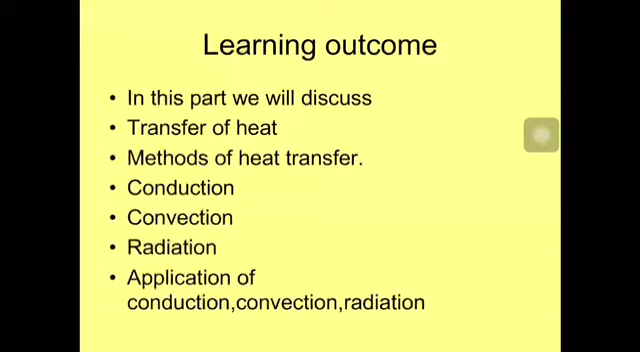 Learning outcome
• In this part we will discuss
• Transfer of heat
• Methods of heat transfer.
• Conduction
• Convection
• Radiation
• Application of
conduction,convection,radiation